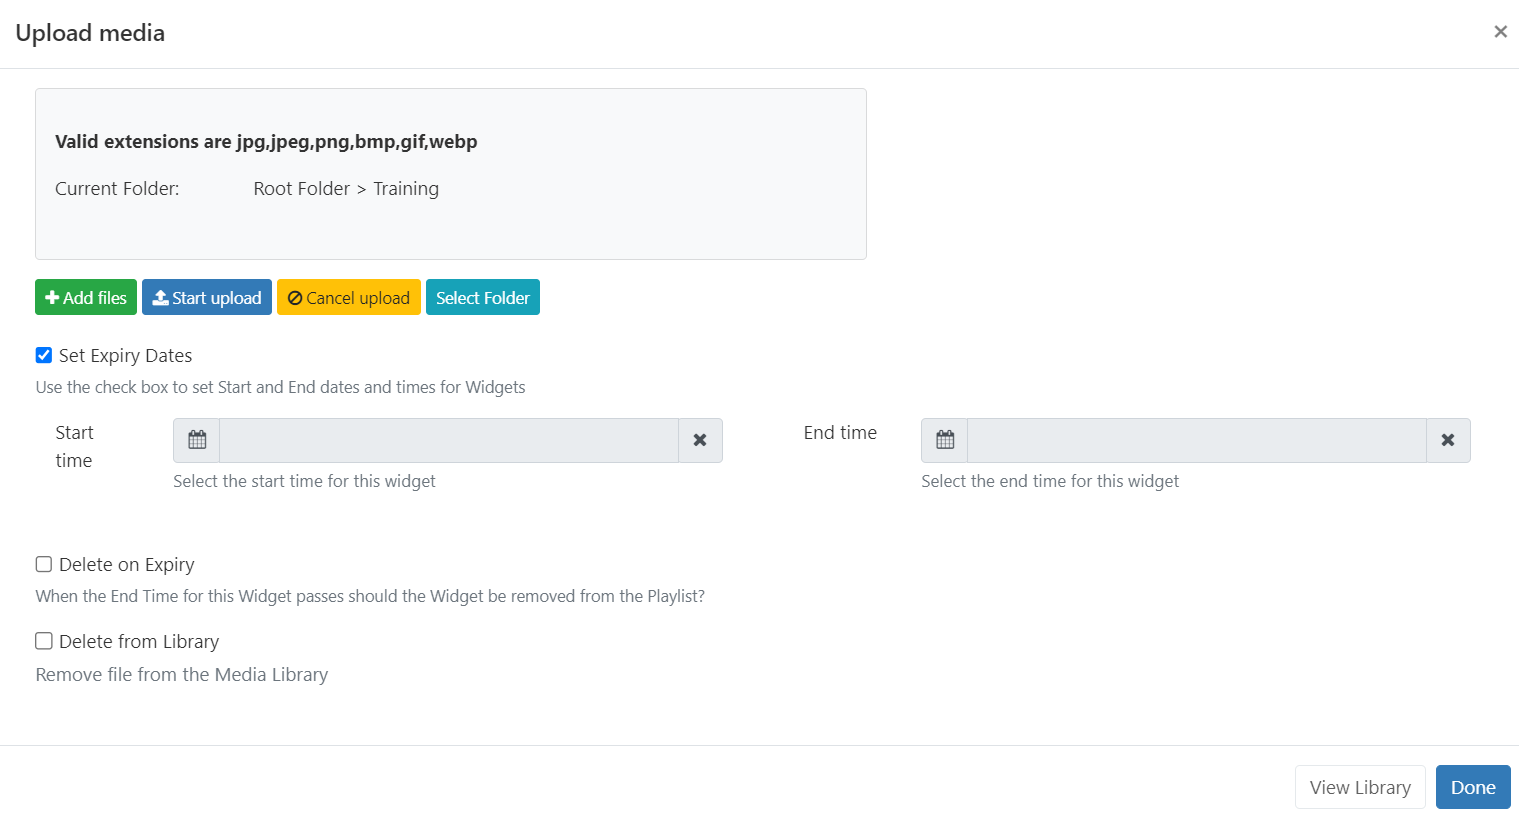 Upload media
×
Valid extensions are jpg,jpeg,png,bmp,gif,webp
Current Folder: Root Folder > Training
Add files Start upload Cancel upload Select Folder
Set Expiry Dates
Use the check box to set Start and End dates and times for Widgets
Start time
End time
Select the start time for this widget
Select the end time for this widget
Delete on Expiry
When the End Time for this Widget passes should the Widget be removed from the Playlist?
Delete from Library
Remove file from the Media Library
View Library Done